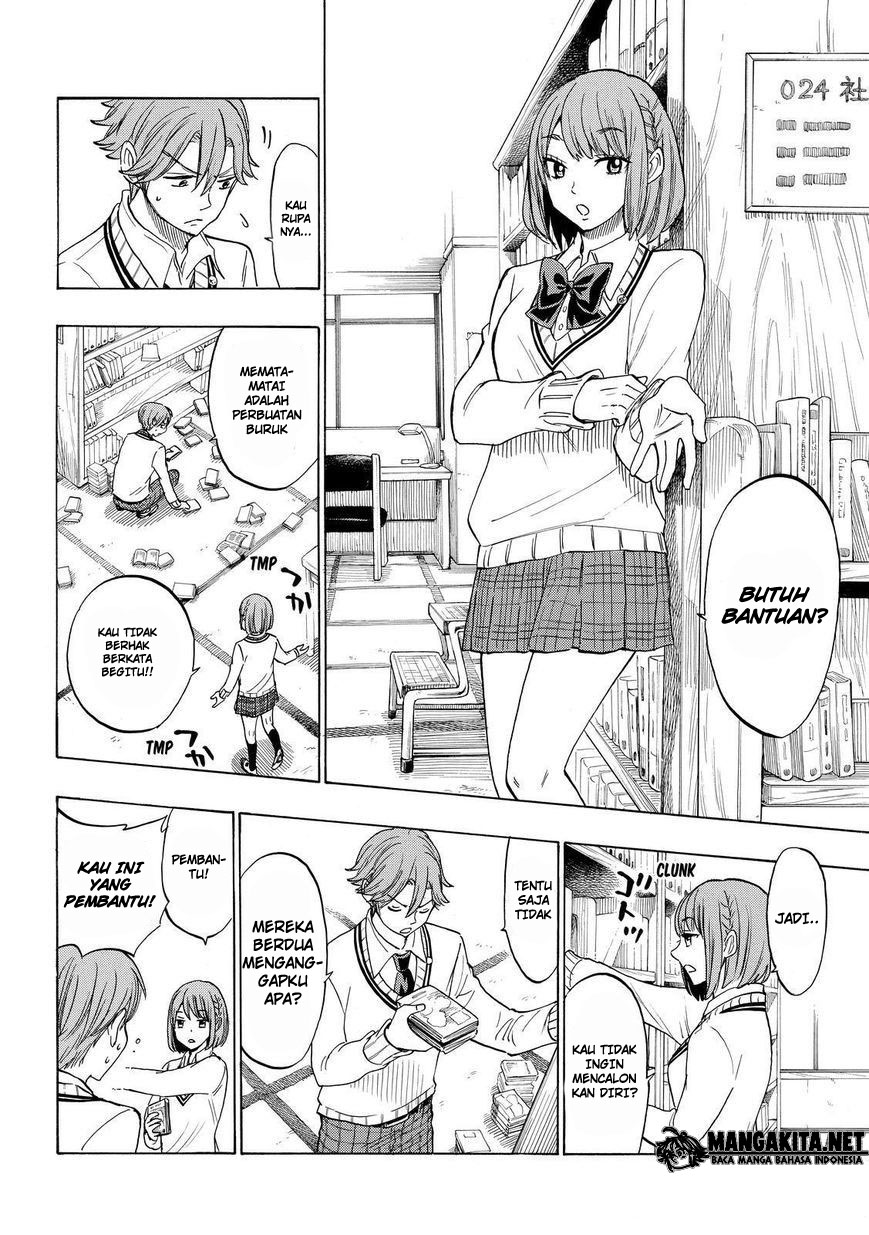 024 社
BUTUH
BANTUAN?
KAU
RUPA
NYA...
MEMATA-
MATAI
ADALAH
PERBUATAN
BURUK
TMP
つか
KAU TIDAK
BERHAK
BERKATA
BEGITU!!
TMP
つか
JADI..
CLUNK
ゴトッ
KAU TIDAK
INGIN
MENCALON
KAN DIRI?
TENTU
SAJA
TIDAK
MEREKA
BERDUA
MENGANG-
GAPKU
APA?
PEMBAN-
TU!
KAU INI
YANG
PEMBANTU!
MANGAKITA.NET
BACA MANGA BAHASA INDONESIA